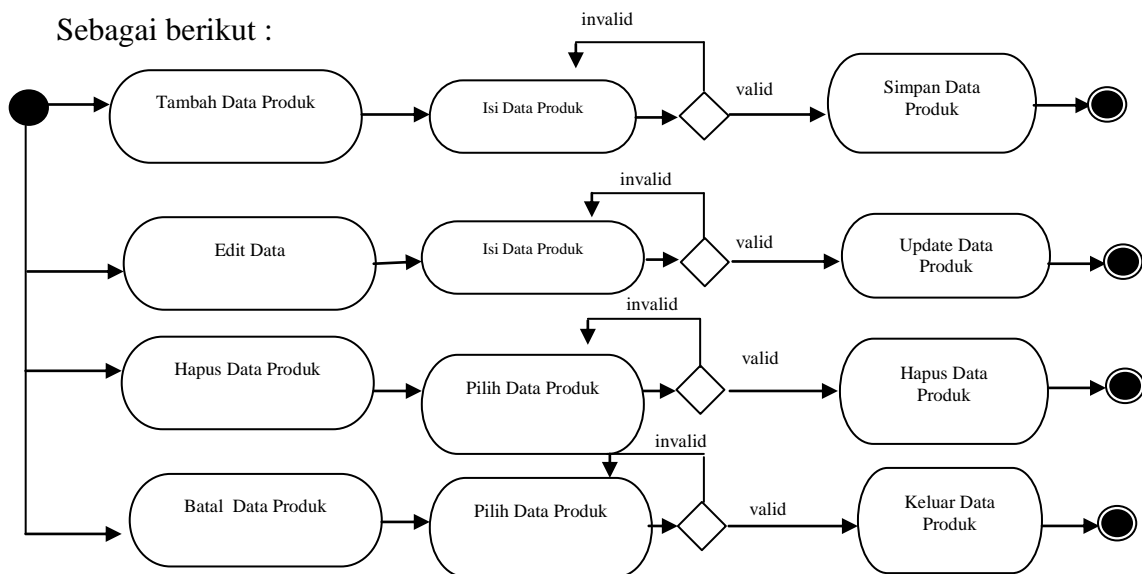 Sebagai berikut :
invalid
Tambah Data Produk
Isi Data Produk
valid
Simpan Data
Produk
invalid
Edit Data
Isi Data Produk
valid
Update Data
Produk
invalid
Hapus Data Produk
Pilih Data Produk
valid
Hapus Data
Produk
invalid
Batal Data Produk
Pilih Data Produk
valid
Keluar Data
Produk